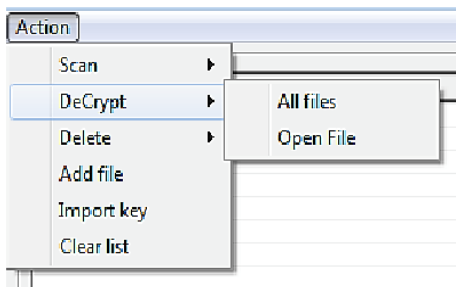 Action
Scan
DeCrypt
All files
Delete
Open File
Add file
Import key
Clear list